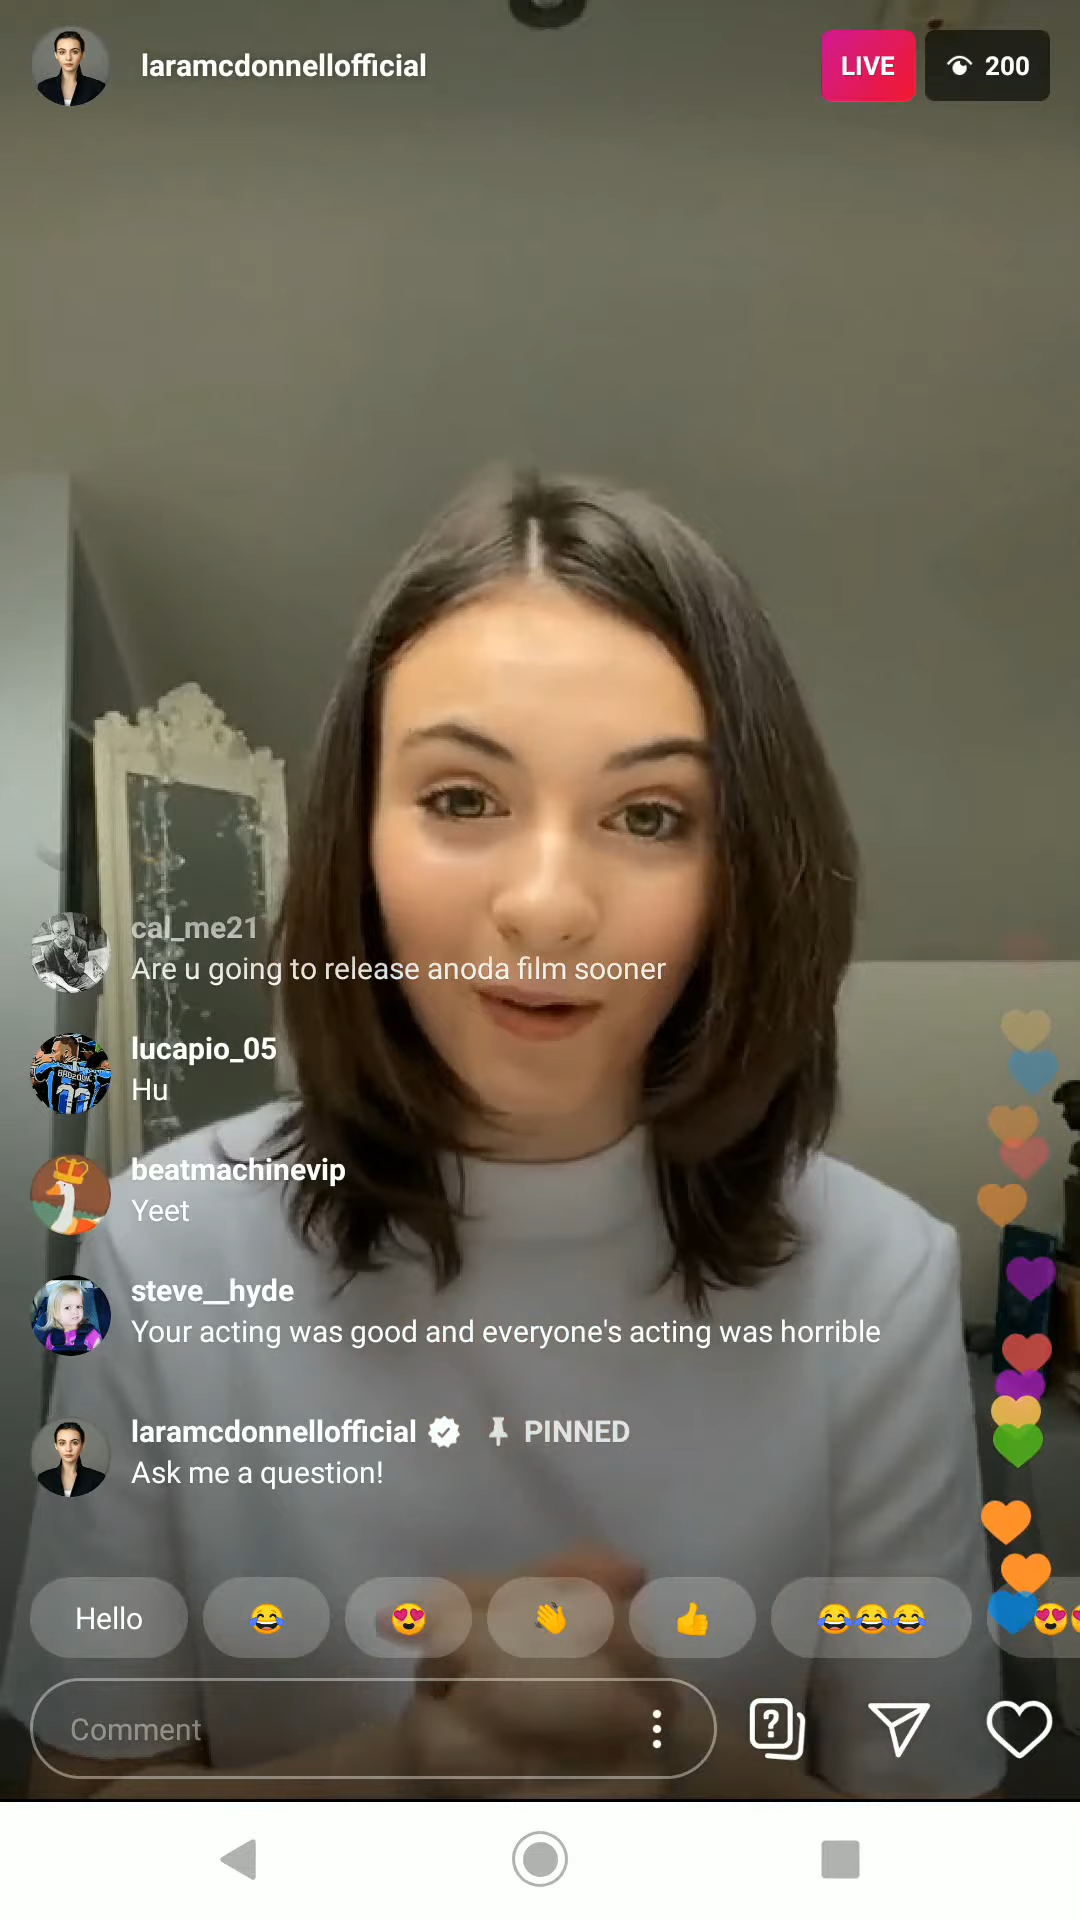 laramcdonnellofficial
LIVE
200
cal_me21
Are u going to release anoda film sooner
lucapio_05
Hu
beatmachinevip
Yeet
steve__hyde
Your acting was good and everyone's acting was horrible
laramcdonnellofficial PINNED
Ask me a question!
Hello
Comment